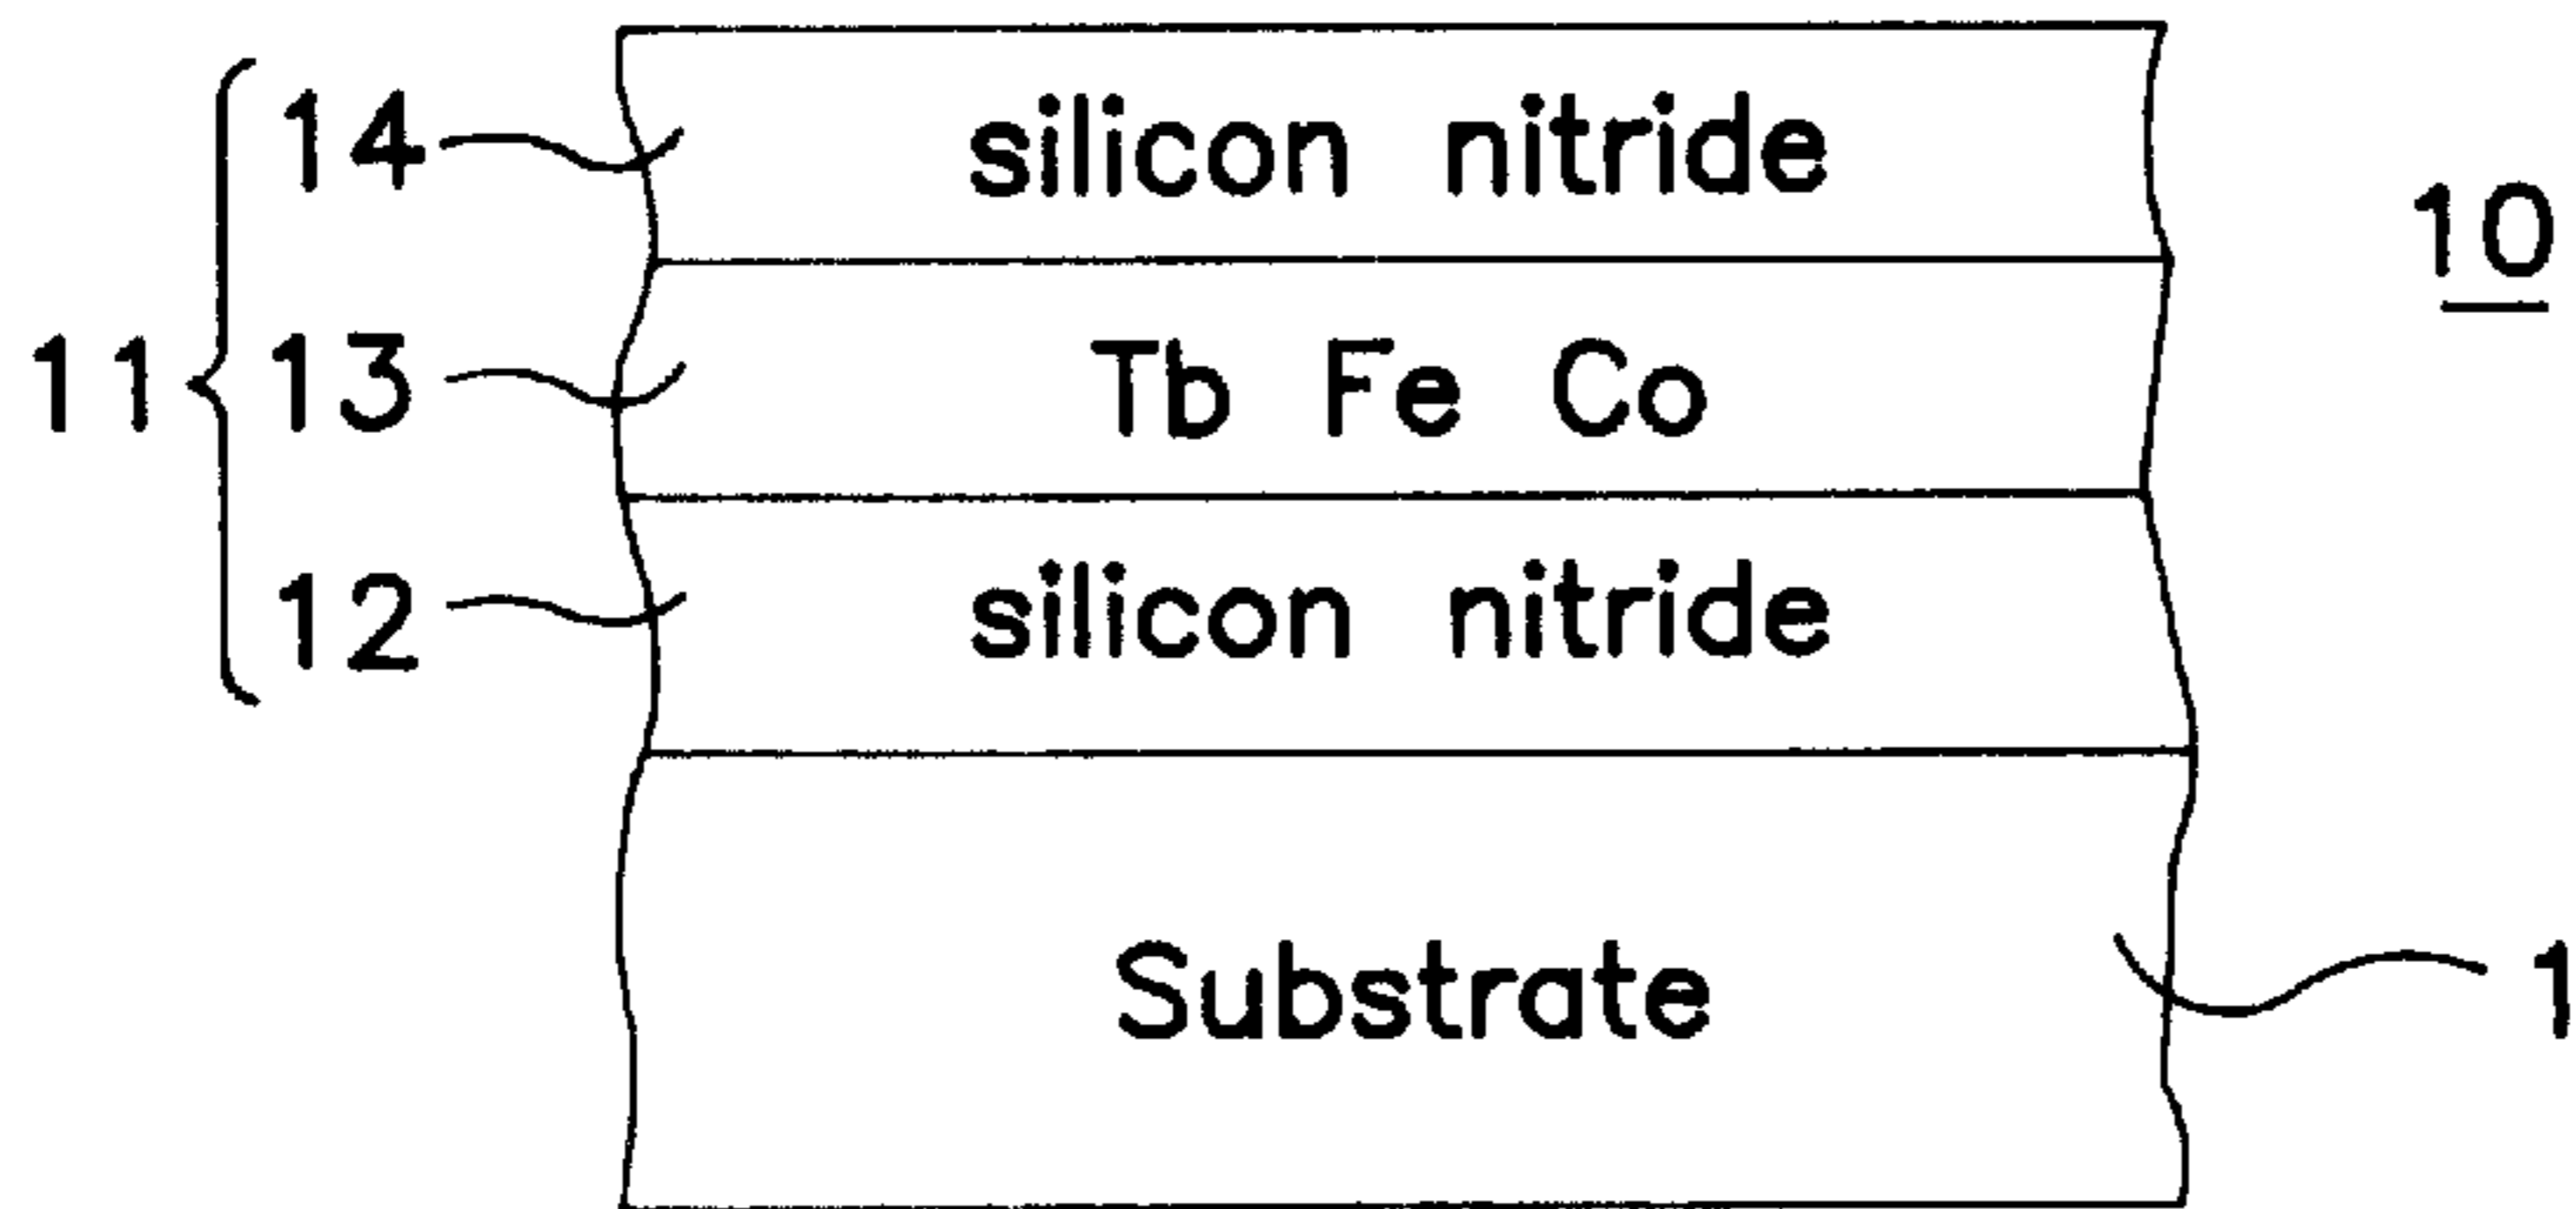 14 silicon nitride
10
11 13 Tb Fe Co
12 silicon nitride
Substrate 1